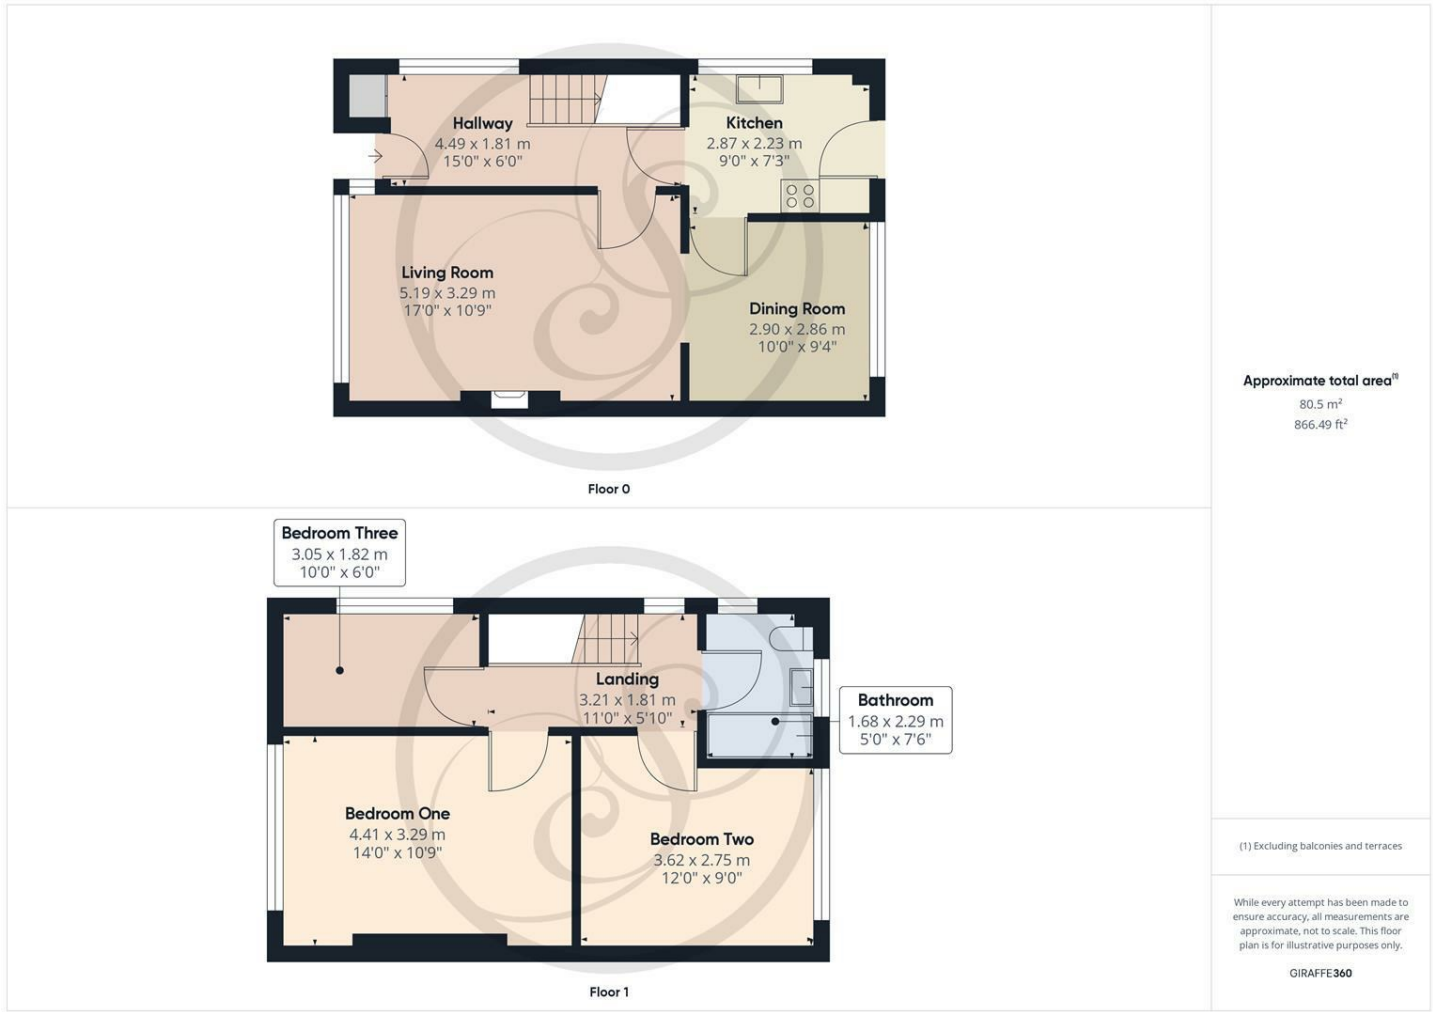 Hallway
4.49 x 1.81 m
15'0" x 6'0"
Kitchen
2.87 x 2.23 m
9'0" x 7'3"
Living Room
5.19 x 3.29 m
17'0" x 10'9"
Dining Room
2.90 x 2.86 m
10'0" x 9'4"
Floor 0
Bedroom Three
3.05 x 1.82 m
10'0" x 6'0"
Landing
3.21 x 1.81 m
11'0" x 5'10"
Bathroom
1.68 x 2.29 m
5'0" x 7'6"
Bedroom One
4.41 x 3.29 m
14'0" x 10'9"
Bedroom Two
3.62 x 2.75 m
12'0" x 9'0"
Floor 1
Approximate total area⁽¹⁾
80.5 m²
866.49 ft²
(1) Excluding balconies and terraces
While every attempt has been made to
ensure accuracy, all measurements are
approximate, not to scale. This floor
plan is for illustrative purposes only.
GIRAFFE360